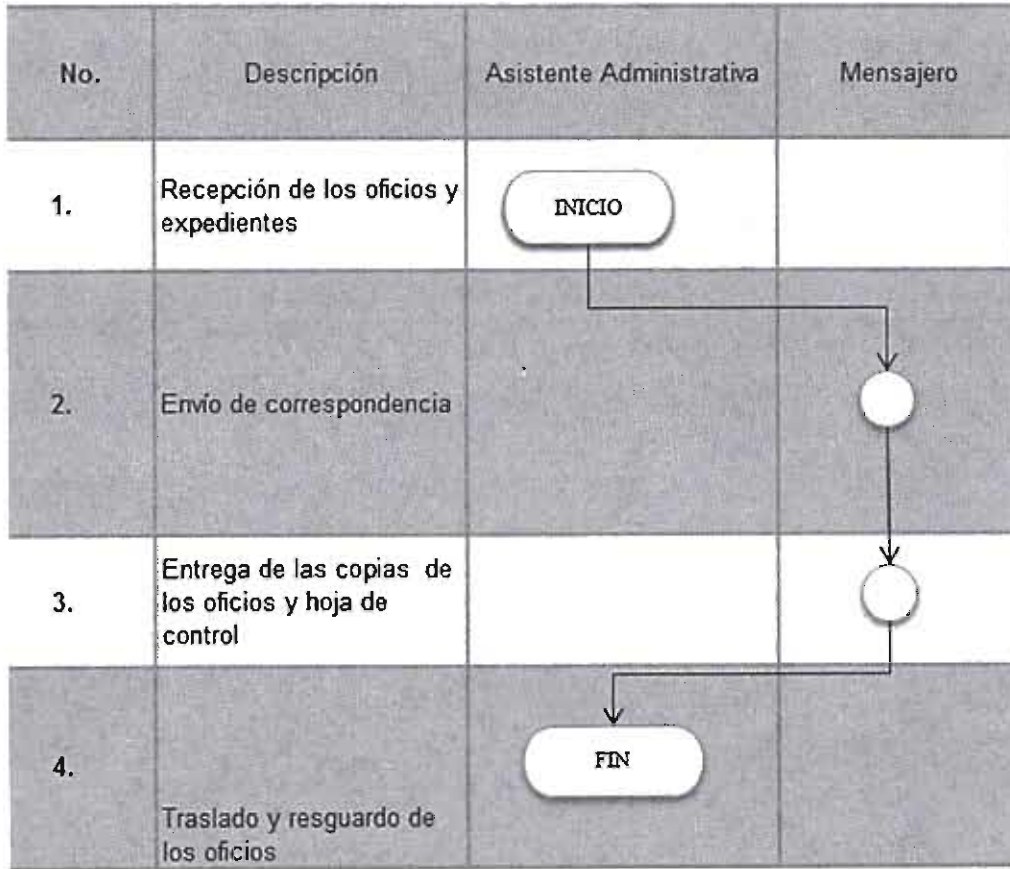 No. Descripción Asistente Administrativa Mensajero
1. Recepción de los oficios y
expedientes
INICIO
2. Envío de correspondencia
3. Entrega de las copias de
los oficios y hoja de
control
4. FIN
Traslado y resguardo de
los oficios